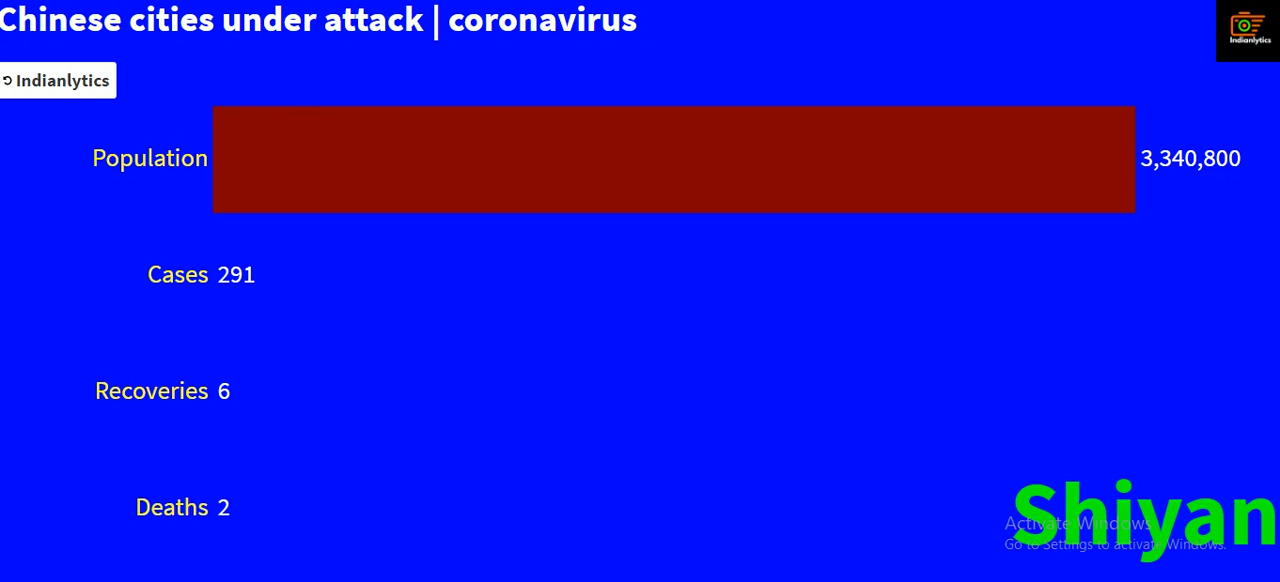 Chinese cities under attack | coronavirus
Indianlytics
Indianlytics
Population 3,340,800
Cases 291
Recoveries 6
Deaths 2
Shiyan
Activate Windows
Go to Settings to activate Windows.